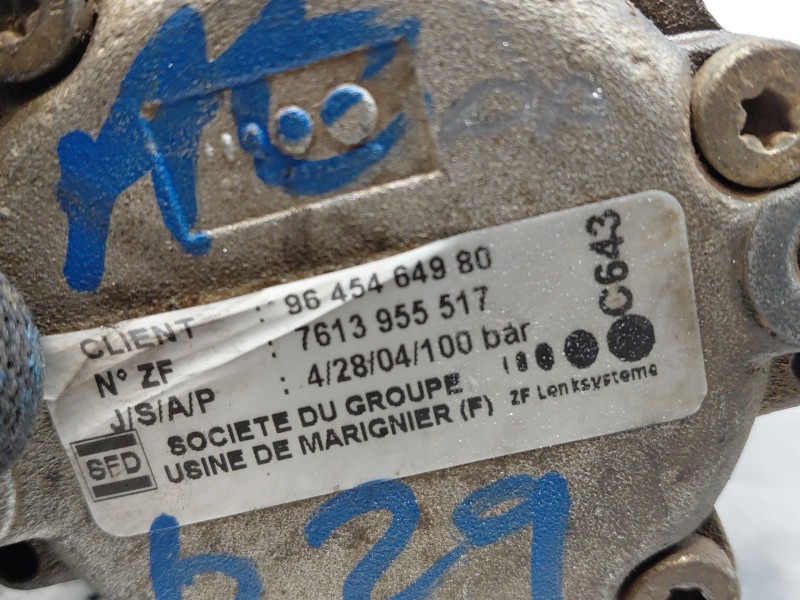 CLIENT : 96 454 649 80
N° ZF : 7613 955 517
J/S/A/P : 4/28/04/100 bar
C643
ZF Lenksysteme
SFD
SOCIETE DU GROUPE
USINE DE MARIGNIER (F)
b29